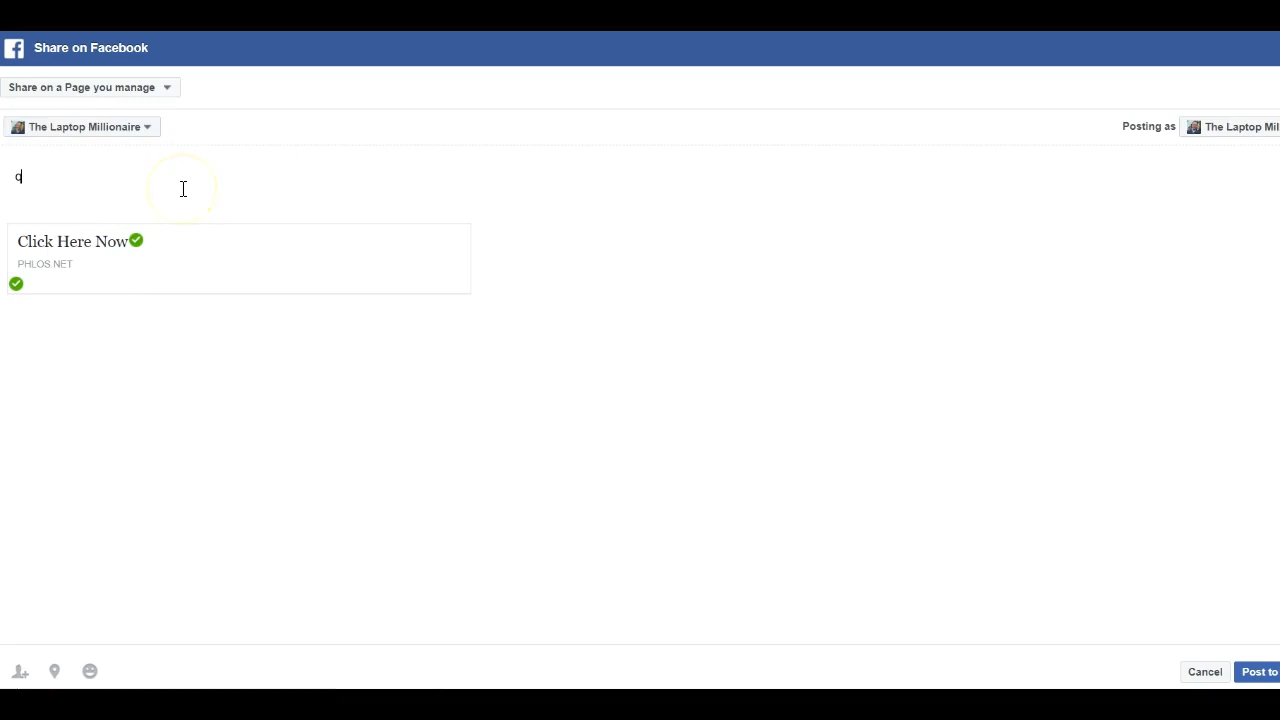 Share on Facebook
Share on a Page you manage
The Laptop Millionaire
Posting as The Laptop Mil
q
Click Here Now
PHLOS.NET
Cancel
Post to